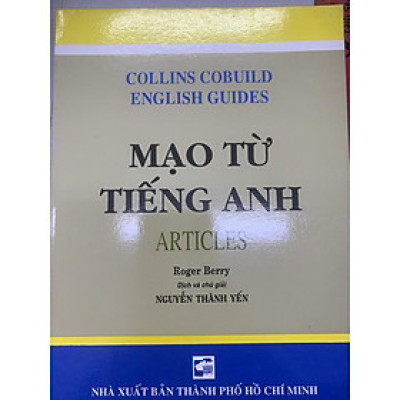 COLLINS COBUILD
ENGLISH GUIDES
MẠO TỪ
TIẾNG ANH
ARTICLES
Roger Berry
Dịch và chú giải
NGUYỄN THÀNH YẾN
NHÀ XUẤT BẢN THÀNH PHỐ HỒ CHÍ MINH